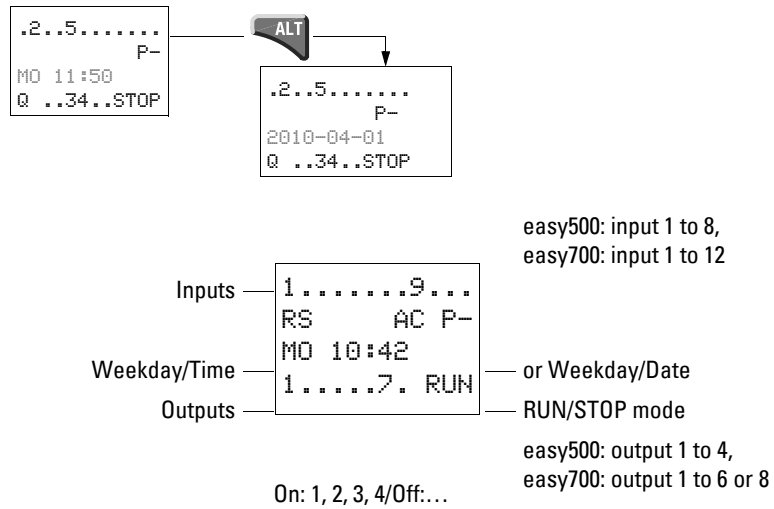 .2..5.......
P-
MO 11:50
Q ..34..STOP
ALT
.2..5.......
P-
2010-04-01
Q ..34..STOP
easy500: input 1 to 8,
easy700: input 1 to 12
Inputs
1.......9...
RS AC P-
MO 10:42
Weekday/Time
or Weekday/Date
1.....7. RUN
Outputs
RUN/STOP mode
easy500: output 1 to 4,
easy700: output 1 to 6 or 8
On: 1, 2, 3, 4/Off:…